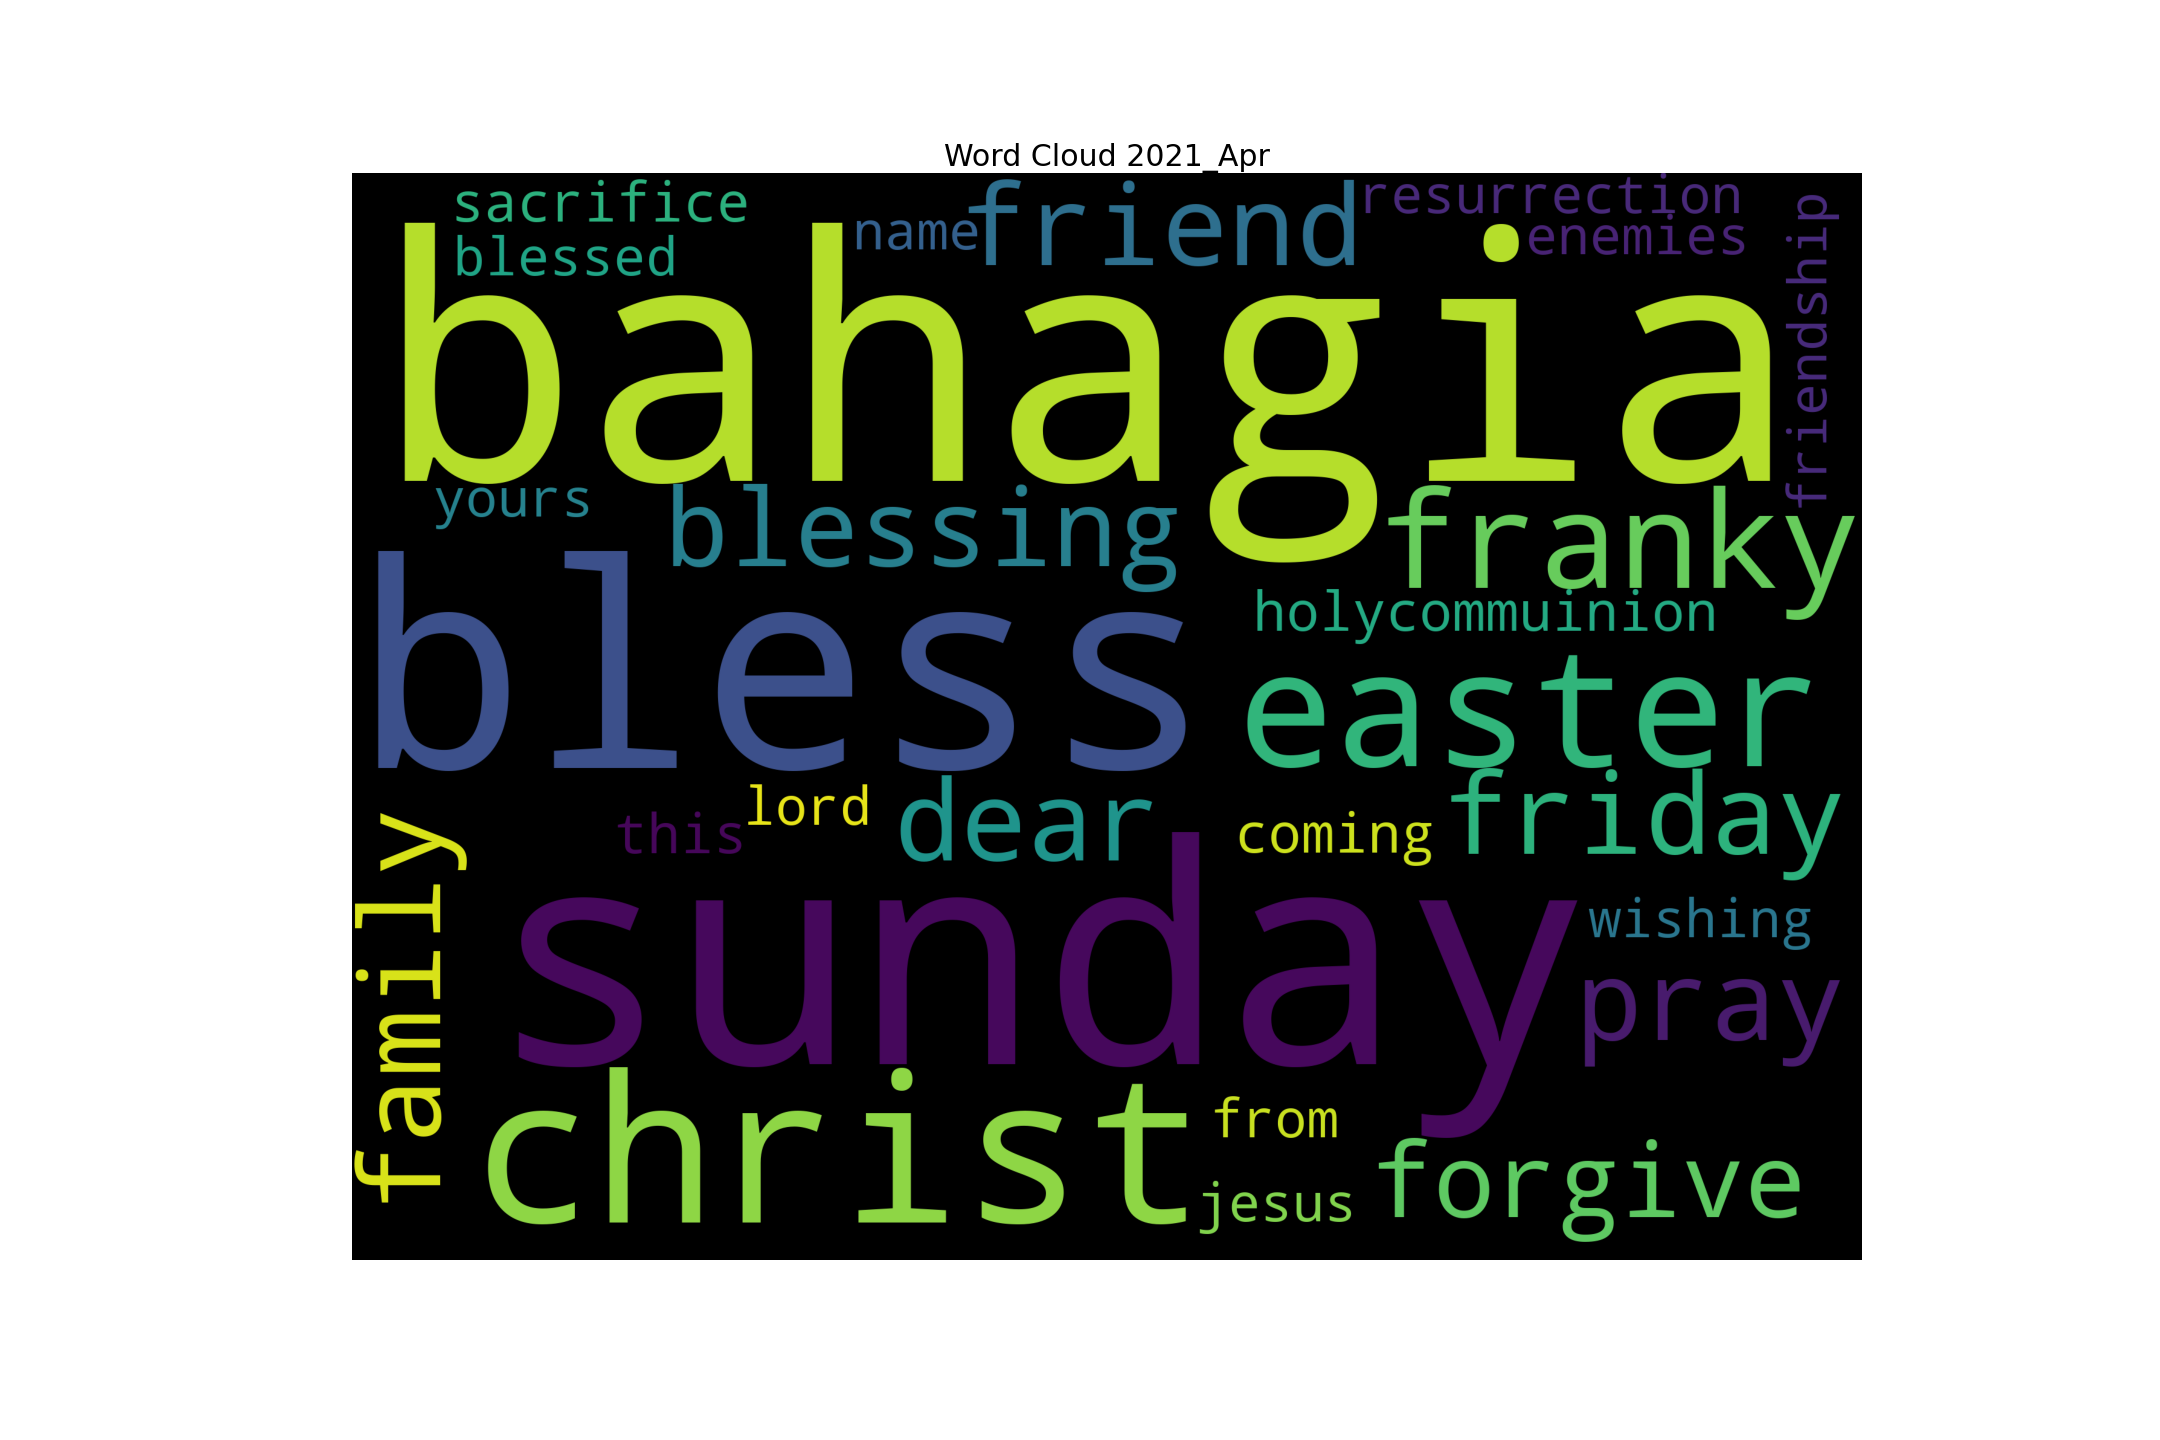 Word Cloud 2021_Apr
sacrifice
blessed
name
friend
resurrection
enemies
friendship
bahagia
yours
blessing
franky
bless
holycommuinion
easter
this
lord
dear
coming
friday
family
sunday
wishing
pray
christ
from
jesus
forgive